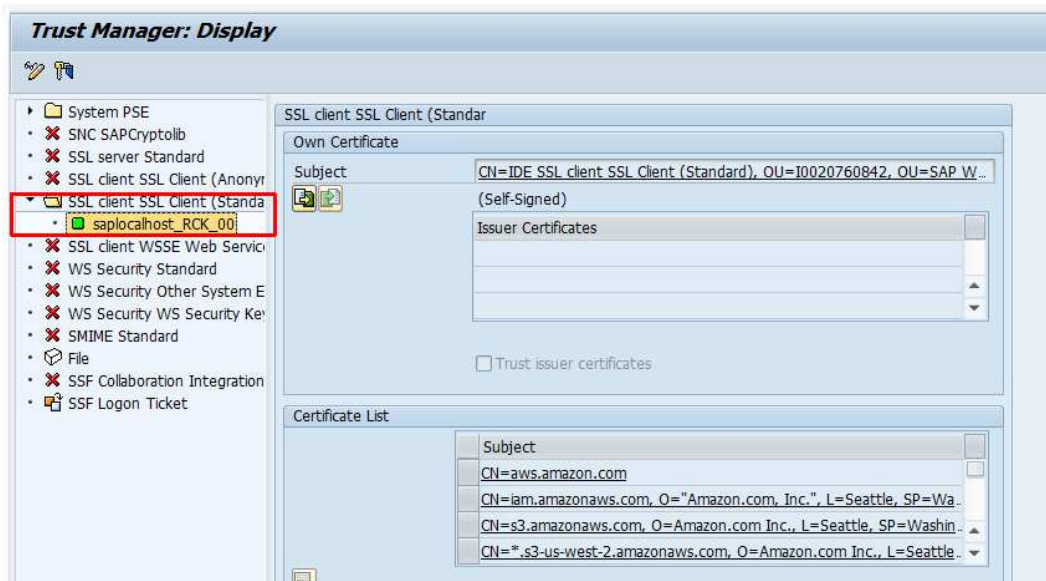 Trust Manager: Display
System PSE
SNC SAPCryptolib
SSL server Standard
SSL client SSL Client (Anonyr
SSL client SSL Client (Standa
saplocalhost_RCK_00
SSL client WSSE Web Service
WS Security Standard
WS Security Other System E
WS Security WS Security Key
SMIME Standard
File
SSF Collaboration Integration
SSF Logon Ticket
SSL client SSL Client (Standar
Own Certificate
Subject
CN=IDE SSL client SSL Client (Standard), OU=I0020760842, OU=SAP W..
(Self-Signed)
Issuer Certificates
Trust issuer certificates
Certificate List
Subject
CN=aws.amazon.com
CN=iam.amazonaws.com, O="Amazon.com, Inc.", L=Seattle, SP=Wa..
CN=s3.amazonaws.com, O=Amazon.com Inc., L=Seattle, SP=Washin..
CN=*.s3-us-west-2.amazonaws.com, O=Amazon.com Inc., L=Seattle..